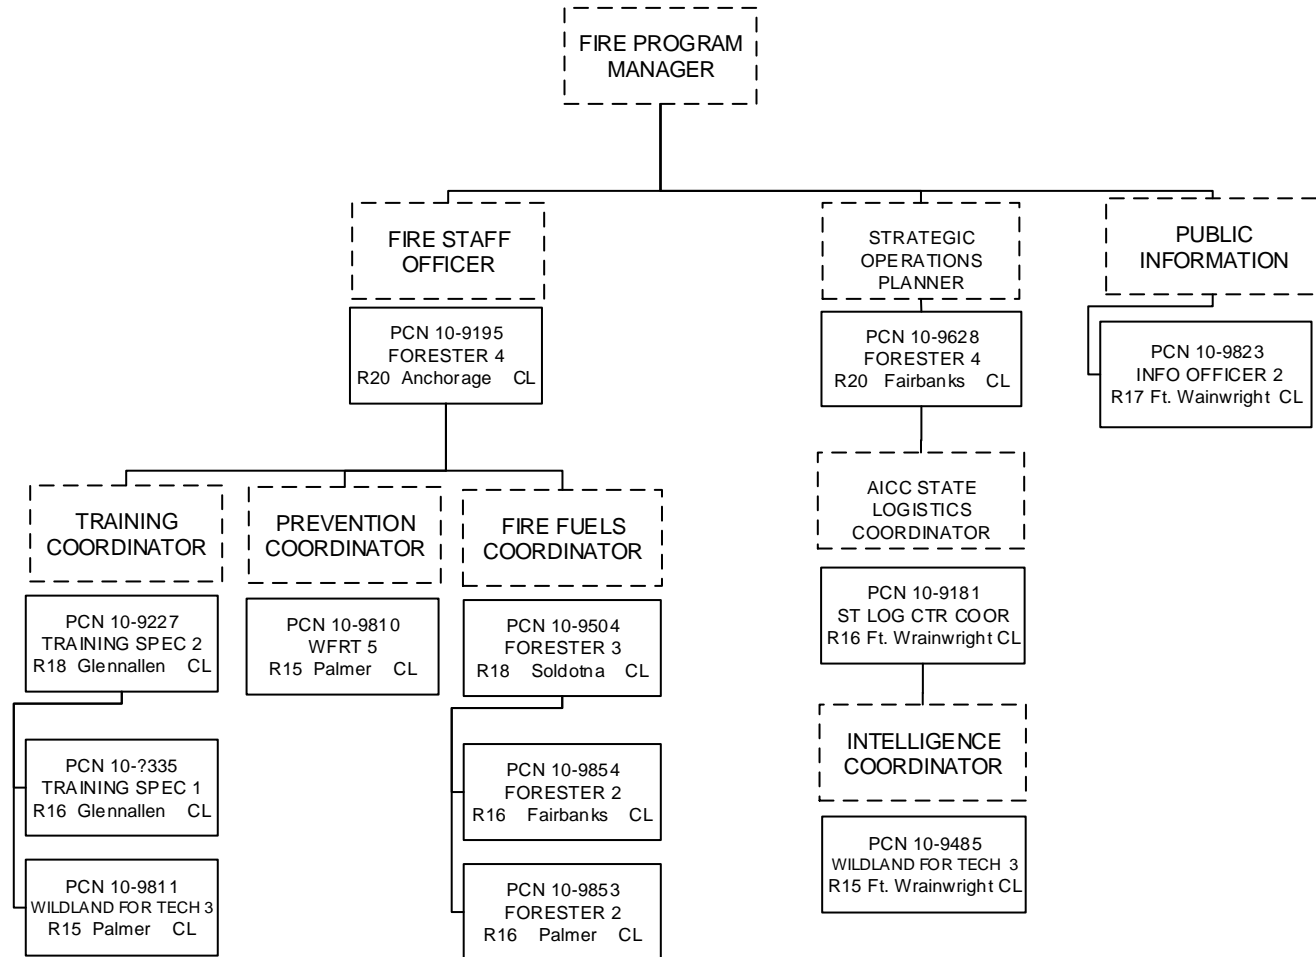 FIRE PROGRAM
MANAGER
FIRE STAFF
OFFICER
PCN 10-9195
FORESTER 4
R20 Anchorage CL
STRATEGIC
OPERATIONS
PLANNER
PCN 10-9628
FORESTER 4
R20 Fairbanks CL
PUBLIC
INFORMATION
PCN 10-9823
INFO OFFICER 2
R17 Ft. Wainwright CL
TRAINING
COORDINATOR
PCN 10-9227
TRAINING SPEC 2
R18 Glennallen CL
PCN 10-?335
TRAINING SPEC 1
R16 Glennallen CL
PCN 10-9811
WILDLAND FOR TECH 3
R15 Palmer CL
PREVENTION
COORDINATOR
PCN 10-9810
WFRT 5
R15 Palmer CL
FIRE FUELS
COORDINATOR
PCN 10-9504
FORESTER 3
R18 Soldotna CL
PCN 10-9854
FORESTER 2
R16 Fairbanks CL
PCN 10-9853
FORESTER 2
R16 Palmer CL
AICC STATE
LOGISTICS
COORDINATOR
PCN 10-9181
ST LOG CTR COOR
R16 Ft. Wrainwright CL
INTELLIGENCE
COORDINATOR
PCN 10-9485
WILDLAND FOR TECH 3
R15 Ft. Wrainwright CL